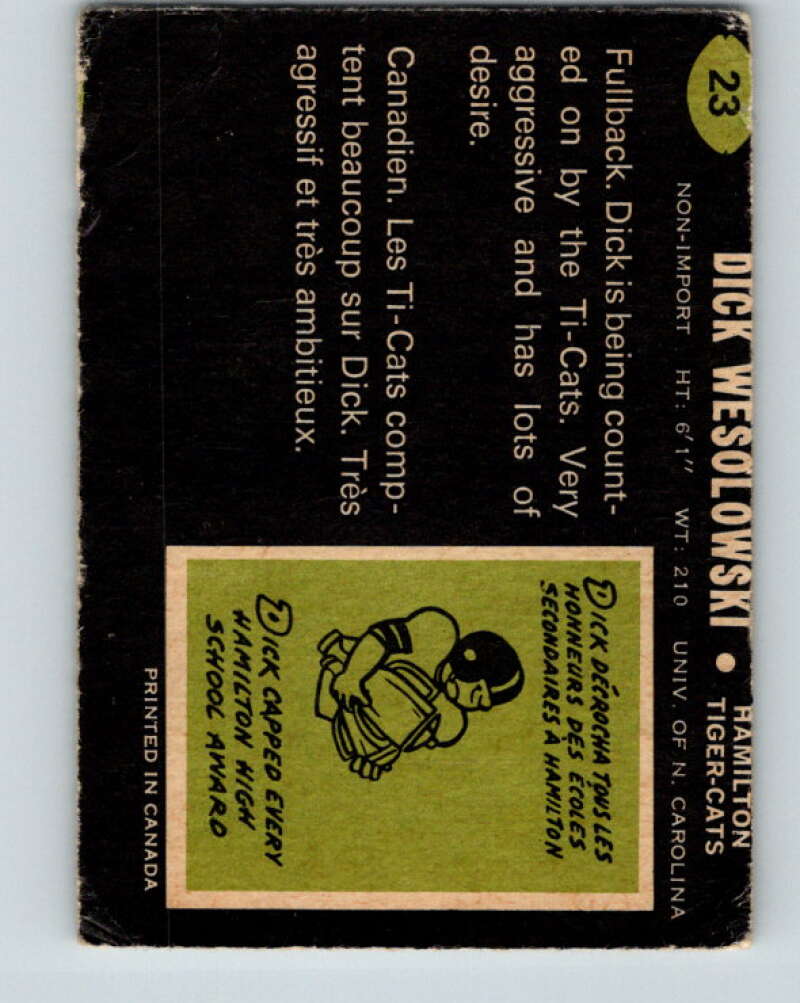 23
DICK WESOLOWSKI • HAMILTON
TIGER-CATS
NON-IMPORT HT: 6'1" WT: 210 UNIV. OF N. CAROLINA
Fullback. Dick is being count-
ed on by the Ti-Cats. Very
aggressive and has lots of
desire.
Canadien. Les Ti-Cats comp-
tent beaucoup sur Dick. Très
agressif et très ambitieux.
DICK DÉCROCHA TOUS LES
HONNEURS DES ÉCOLES
SECONDAIRES À HAMILTON
DICK CAPPED EVERY
HAMILTON HIGH
SCHOOL AWARD
PRINTED IN CANADA